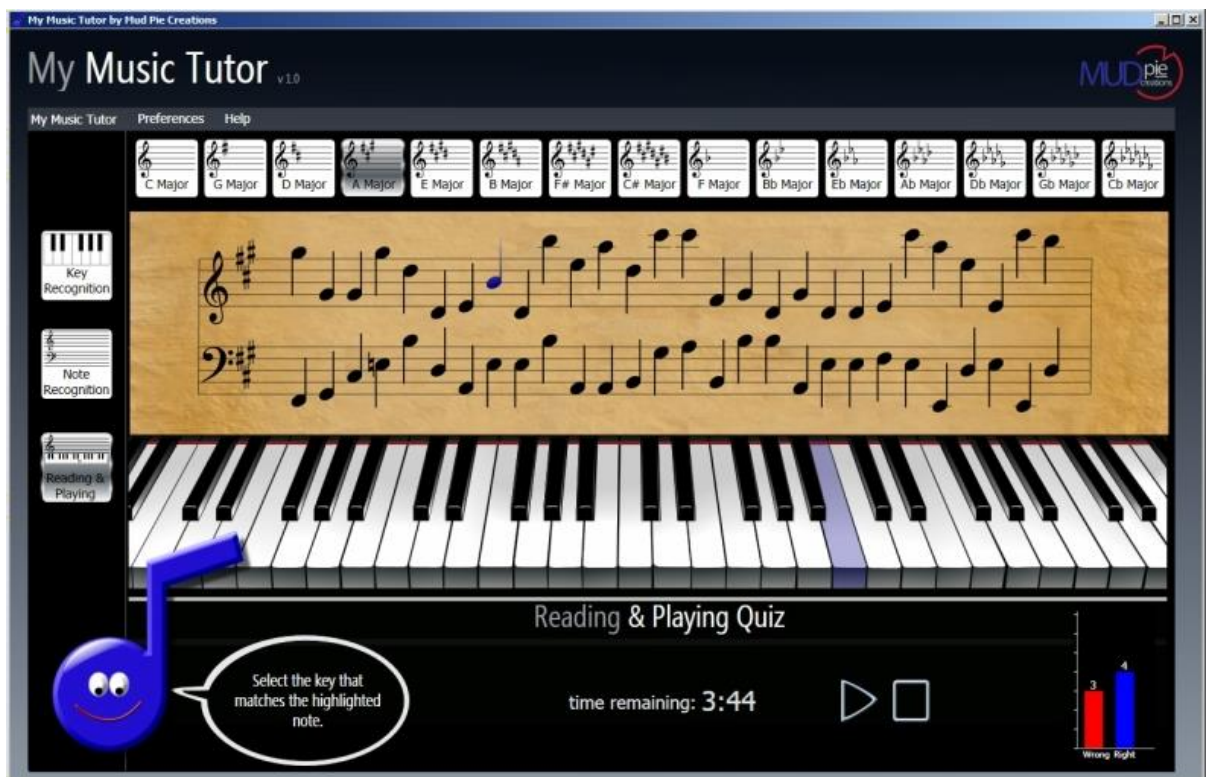 My Music Tutor by Mud Pie Creations
My Music Tutor v 1.0
MUD pie creations
My Music Tutor Preferences Help
C Major G Major D Major A Major E Major B Major F# Major C# Major F Major Bb Major Eb Major Ab Major Db Major Gb Major Cb Major
Key
Recognition
Note
Recognition
Reading &
Playing
Reading & Playing Quiz
Select the key that
matches the highlighted
note.
time remaining: 3:44
3 4
Wrong Right